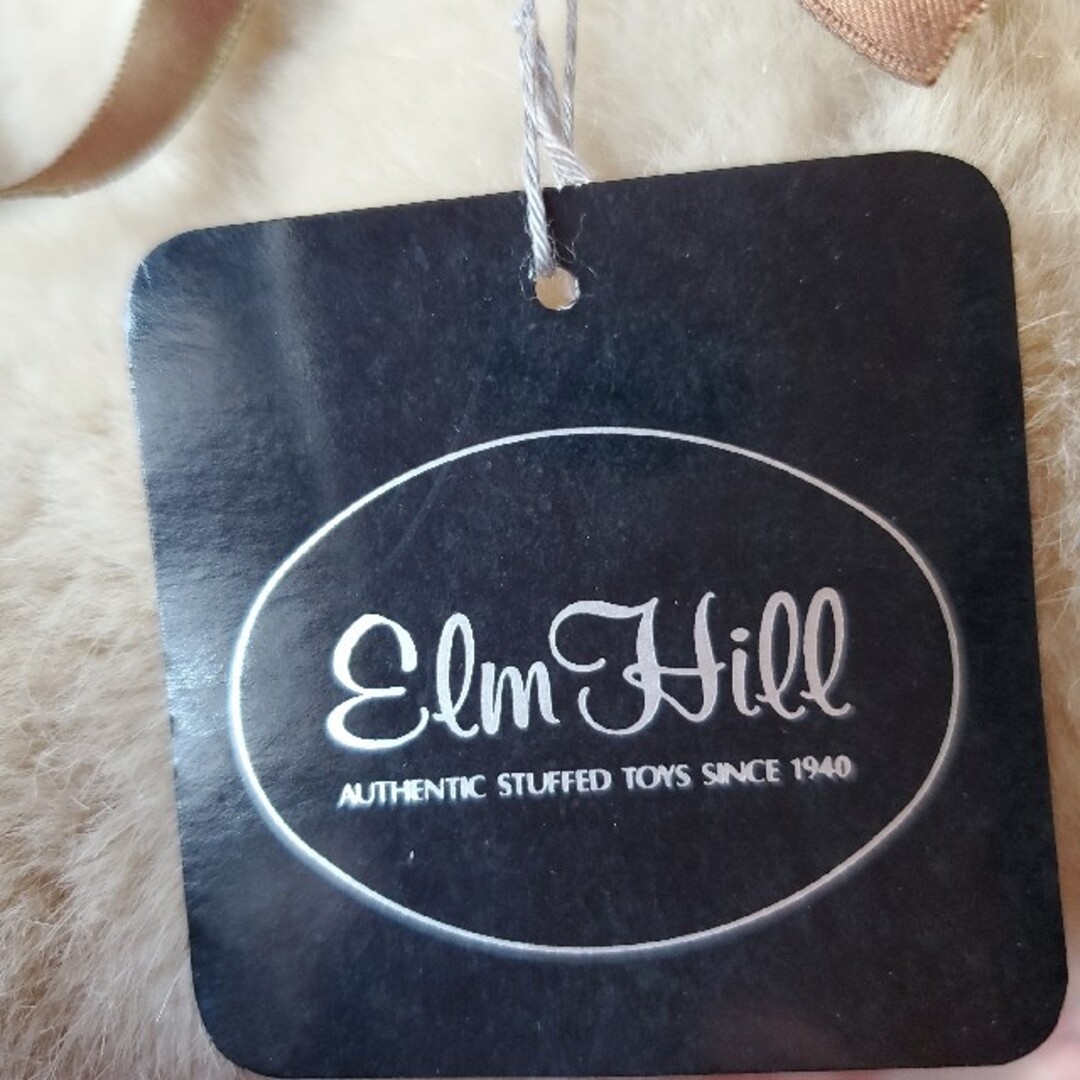 Elm Hill
AUTHENTIC STUFFED TOYS SINCE 1940